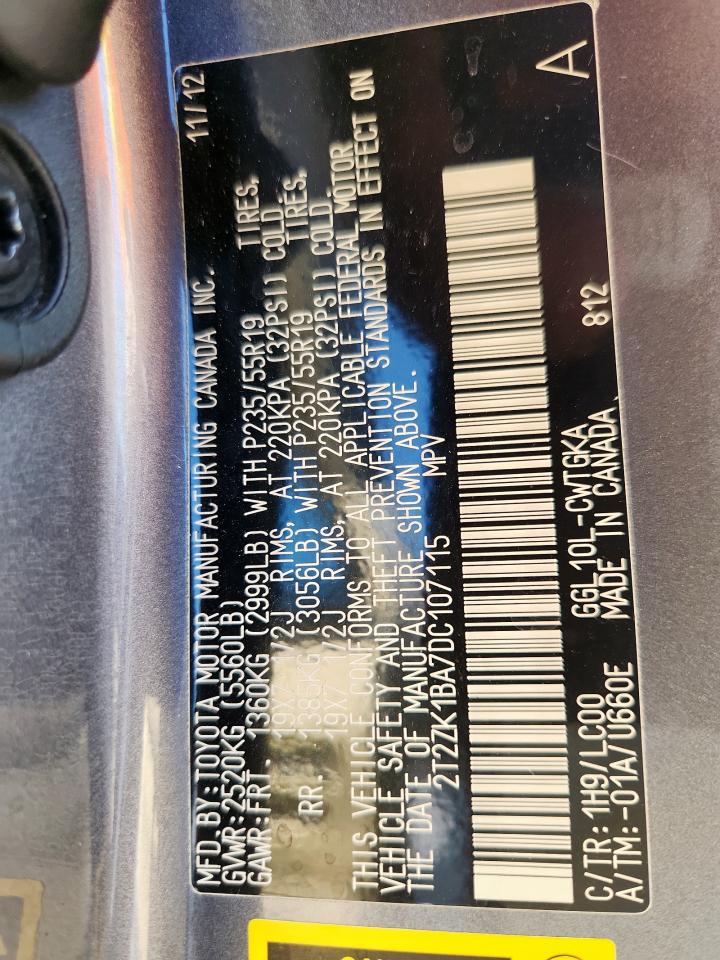 MFD.BY:TOYOTA MOTOR MANUFACTURING CANADA INC. 11/12
GVWR:2520KG (5560LB)
GAWR:FRT. 1360KG (2999LB) WITH P235/55R19 TIRES,
19X7 1/2J RIMS, AT 220KPA (32PSI) COLD.
RR. 1385KG (3056LB) WITH P235/55R19 TIRES,
19X7 1/2J RIMS, AT 220KPA (32PSI) COLD.
THIS VEHICLE CONFORMS TO ALL APPLICABLE FEDERAL MOTOR
VEHICLE SAFETY AND THEFT PREVENTION STANDARDS IN EFFECT ON
THE DATE OF MANUFACTURE SHOWN ABOVE.
2T2ZK1BA7DC107115 MPV
C/TR: 1H9/LC00 GGL10L-CWTGKA 812
A/TM:-01A/U660E MADE IN CANADA
A